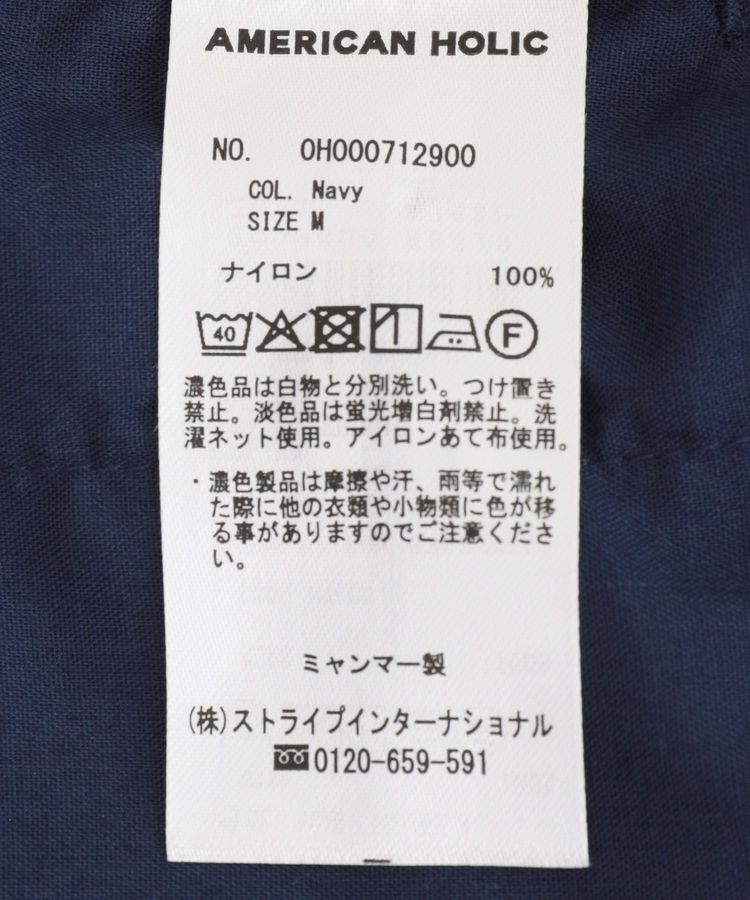 AMERICAN HOLIC
NO. 0H000712900
COL. Navy
SIZE M
ナイロン 100%
40 F
濃色品は白物と分別洗い。つけ置き
禁止。淡色品は蛍光増白剤禁止。洗
濯ネット使用。アイロンあて布使用。
・濃色製品は摩擦や汗、雨等で濡れ
た際に他の衣類や小物類に色が移
る事がありますのでご注意くださ
い。
ミャンマー製
(株)ストライプインターナショナル
0120-659-591